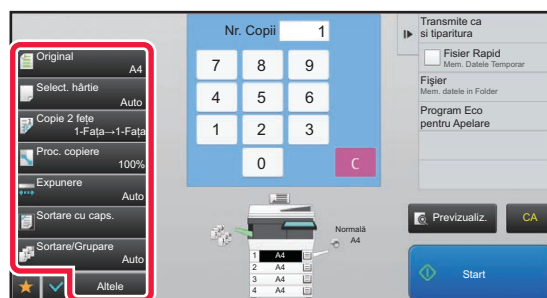 Original
A4
Select. hârtie
Auto
Copie 2 fețe
1-Fața→1-Fața
Proc. copiere
100%
Expunere
Auto
Sortare cu caps.
Sortare/Grupare
Auto
Altele
Nr. Copii
1
7 8 9
4 5 6
1 2 3
0 C
Normală
A4
1 A4
2 A4
3 A4
4 A4
Transmite ca
si tiparitura
Fisier Rapid
Mem. Datele Temporar
Fișier
Mem. datele in Folder
Program Eco
pentru Apelare
Previzualiz.
CA
Start